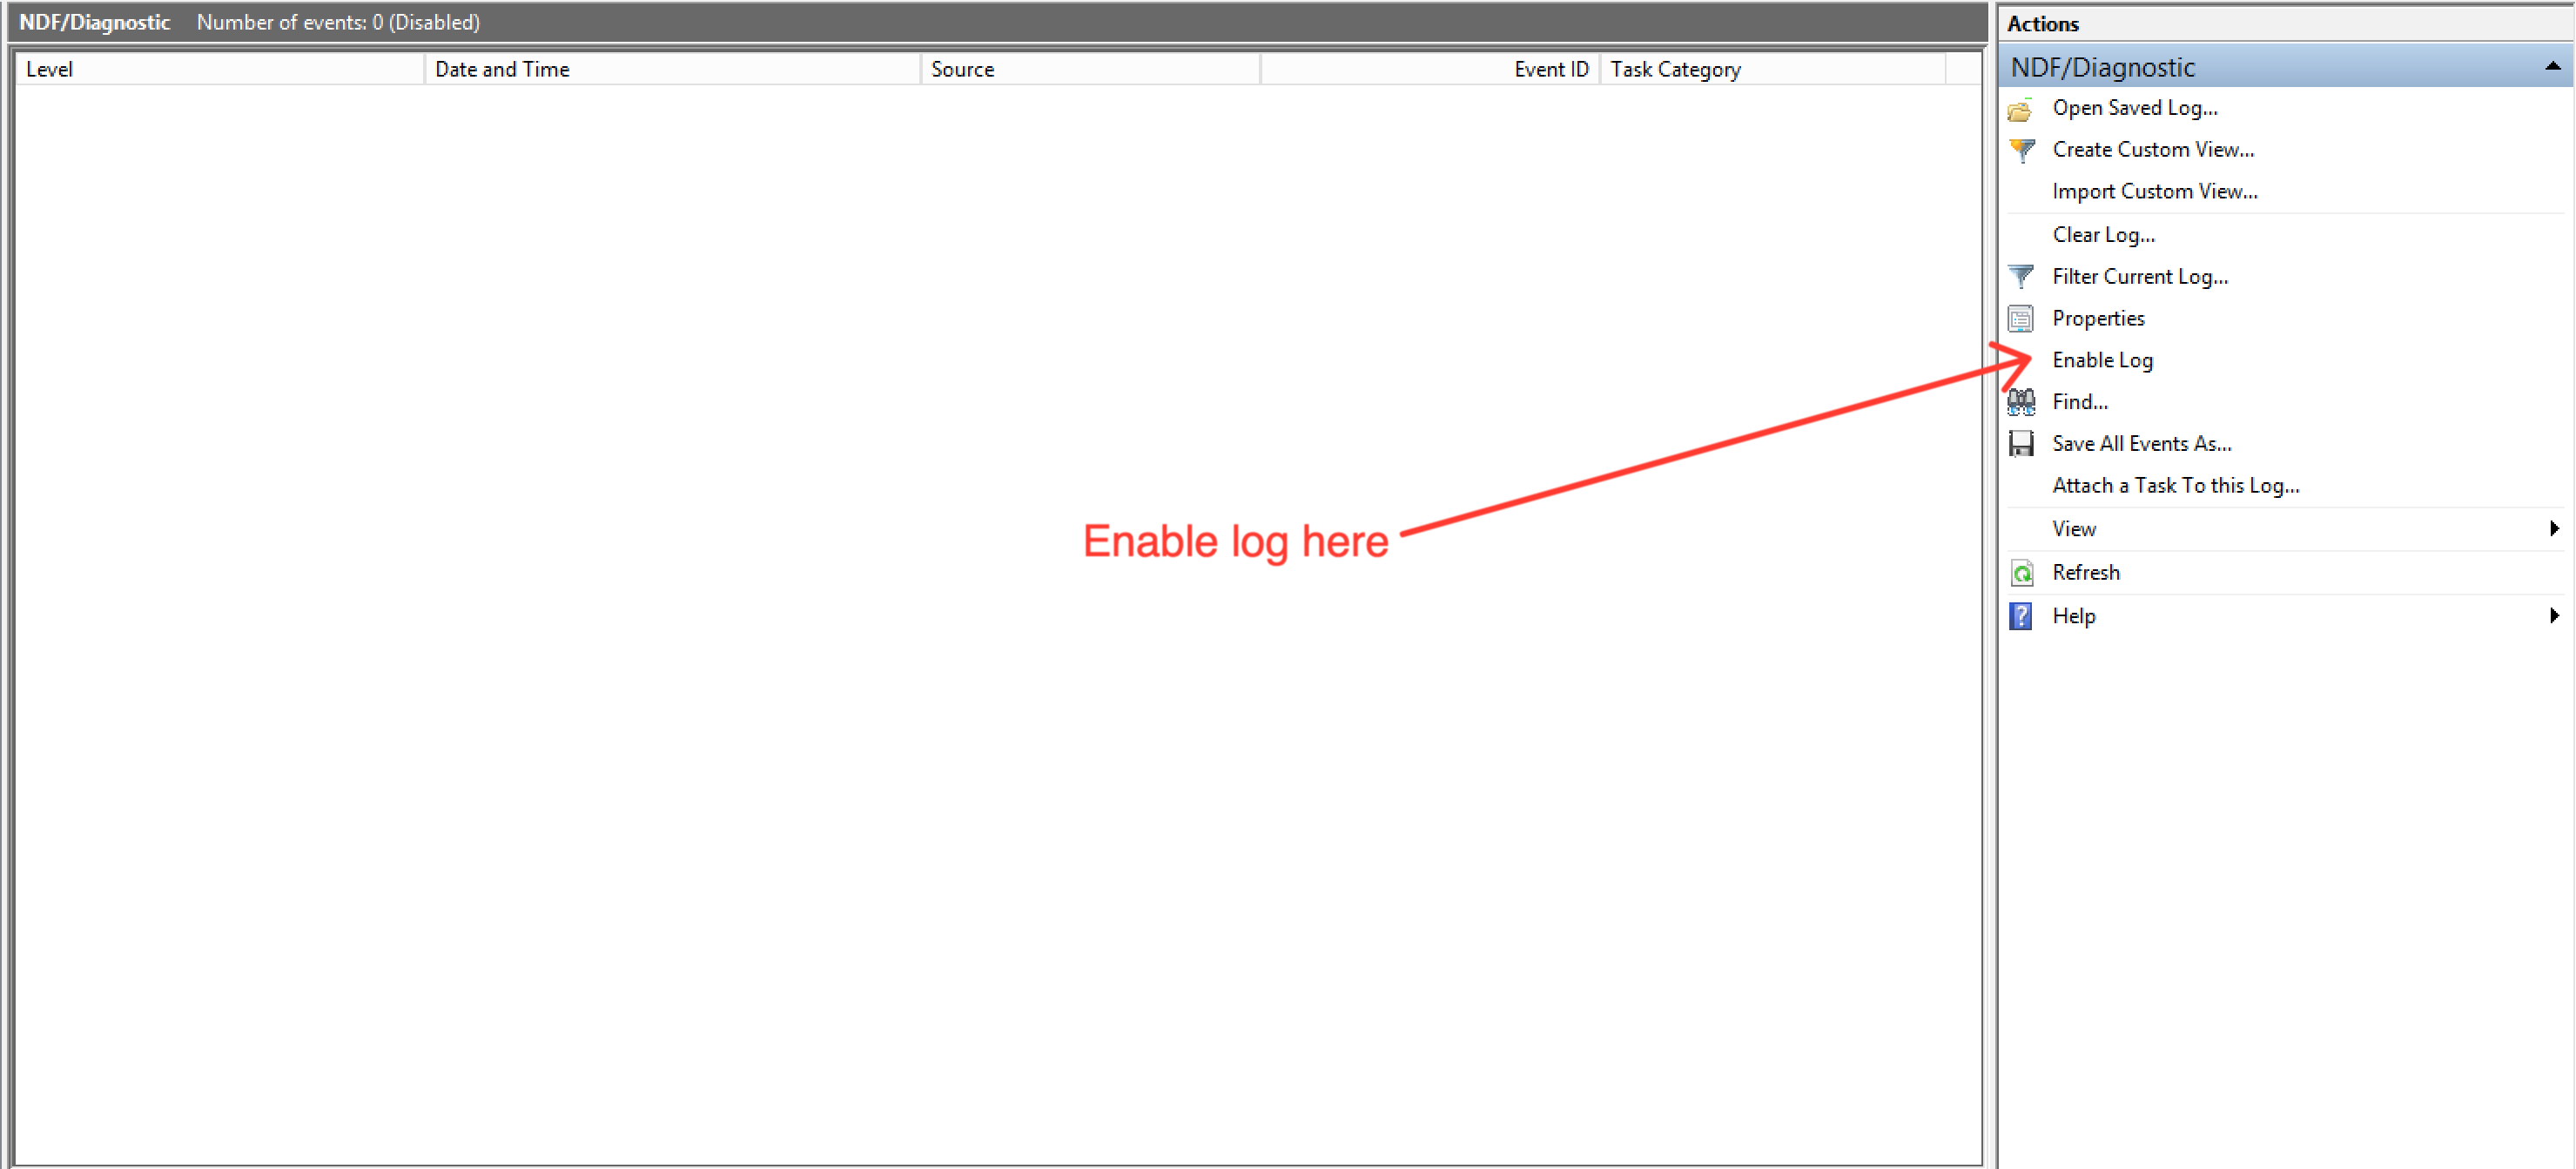 NDF/Diagnostic Number of events: 0 (Disabled)
Level Date and Time Source Event ID Task Category
Enable log here
Actions
NDF/Diagnostic
Open Saved Log...
Create Custom View...
Import Custom View...
Clear Log...
Filter Current Log...
Properties
Enable Log
Find...
Save All Events As...
Attach a Task To this Log...
View
Refresh
Help